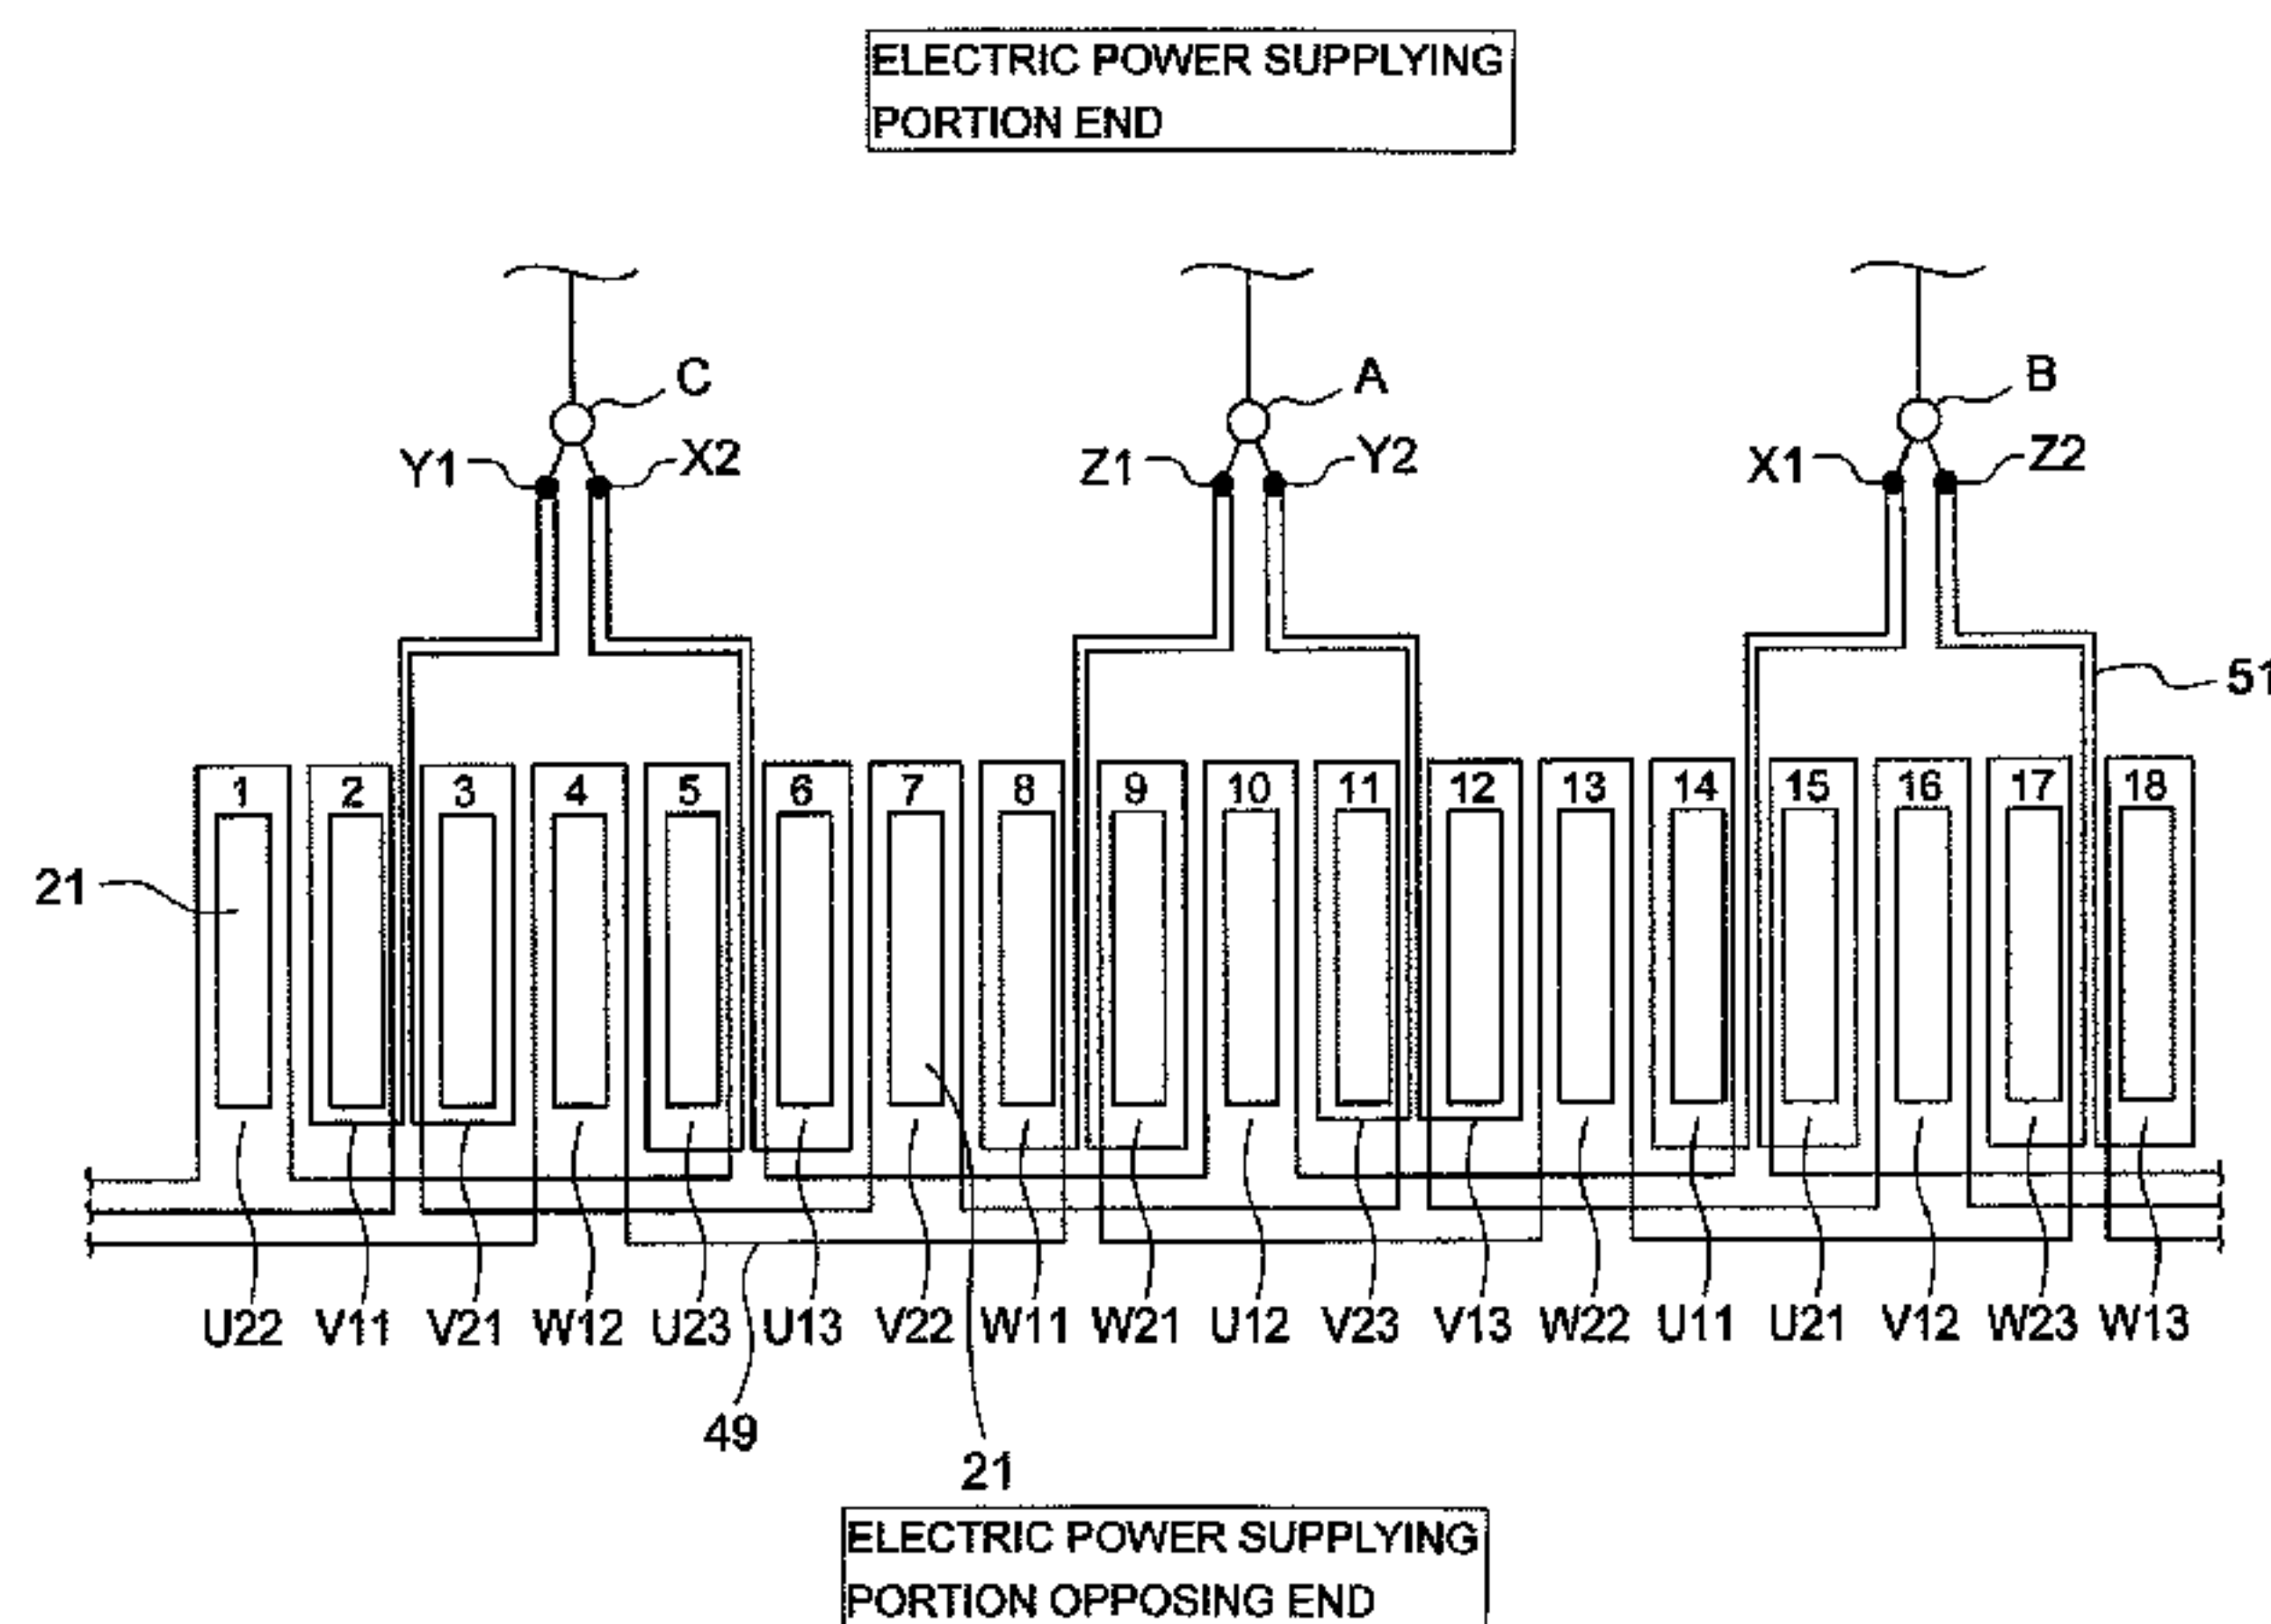 ELECTRIC POWER SUPPLYING
PORTION END
C
A
B
Y1
X2
Z1
Y2
X1
Z2
51
1 2 3 4 5 6 7 8 9 10 11 12 13 14 15 16 17 18
21
U22 V11 V21 W12 U23 U13 V22 W11 W21 U12 V23 V13 W22 U11 U21 V12 W23 W13
49
21
ELECTRIC POWER SUPPLYING
PORTION OPPOSING END